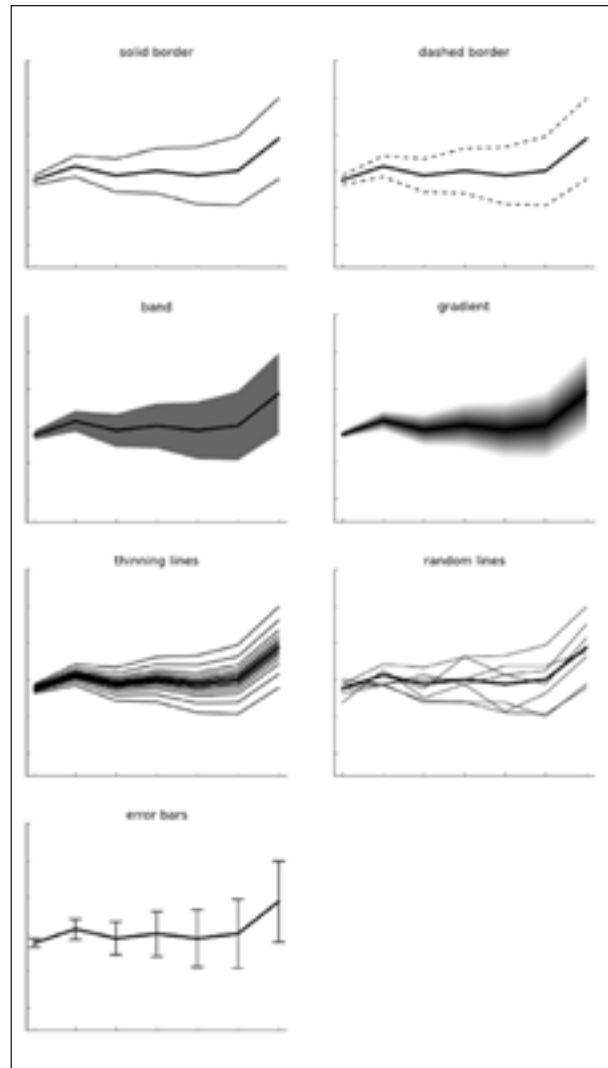 solid border
dashed border
band
gradient
thinning lines
random lines
error bars